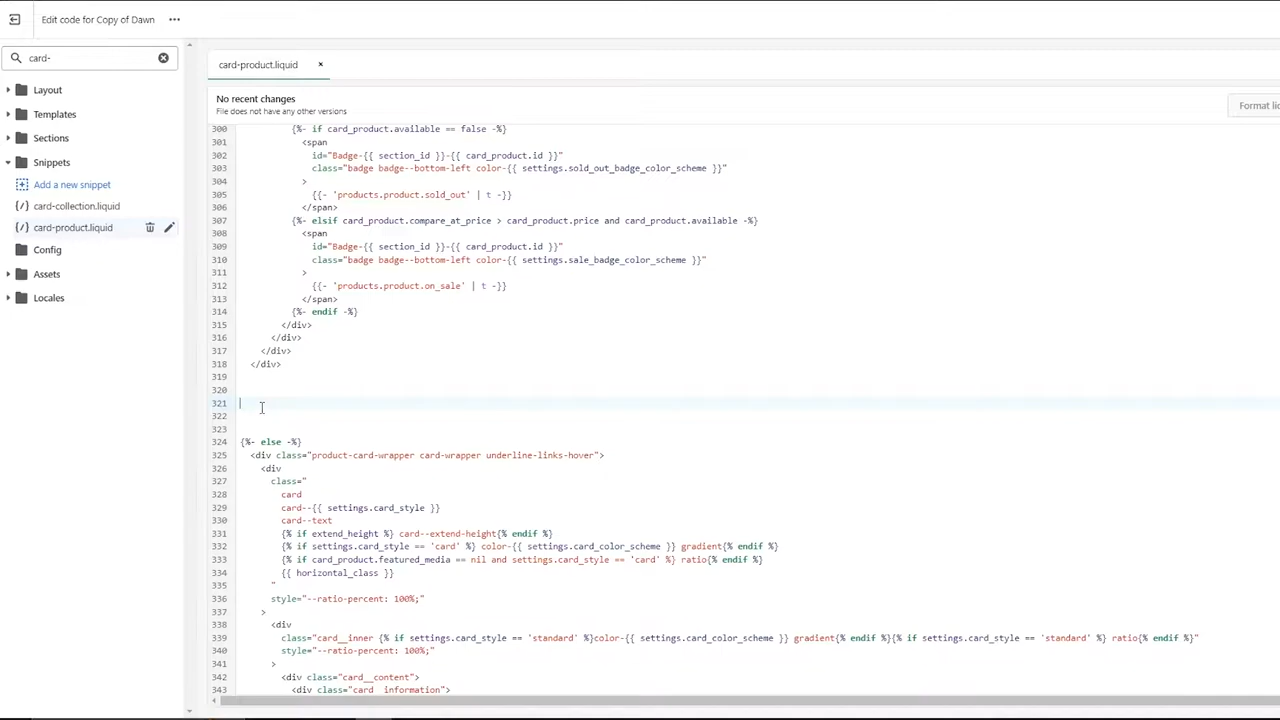 Edit code for Copy of Dawn
card-
Layout
Templates
Sections
Snippets
Add a new snippet
{/} card-collection.liquid
{/} card-product.liquid
Config
Assets
Locales
card-product.liquid ×
No recent changes
File does not have any other versions
Format lic
300 {%- if card_product.available == false -%}
301 <span
302 id="Badge-{{ section_id }}-{{ card_product.id }}"
303 class="badge badge--bottom-left color-{{ settings.sold_out_badge_color_scheme }}"
304 >
305 {{- 'products.product.sold_out' | t -}}
306 </span>
307 {%- elsif card_product.compare_at_price > card_product.price and card_product.available -%}
308 <span
309 id="Badge-{{ section_id }}-{{ card_product.id }}"
310 class="badge badge--bottom-left color-{{ settings.sale_badge_color_scheme }}"
311 >
312 {{- 'products.product.on_sale' | t -}}
313 </span>
314 {%- endif -%}
315 </div>
316 </div>
317 </div>
318 </div>
319
320
321
322
323
324 {%- else -%}
325 <div class="product-card-wrapper card-wrapper underline-links-hover">
326 <div
327 class="
328 card
329 card--{{ settings.card_style }}
330 card--text
331 {% if extend_height %} card--extend-height{% endif %}
332 {% if settings.card_style == 'card' %} color-{{ settings.card_color_scheme }} gradient{% endif %}
333 {% if card_product.featured_media == nil and settings.card_style == 'card' %} ratio{% endif %}
334 {{ horizontal_class }}
335 "
336 style="--ratio-percent: 100%;"
337 >
338 <div
339 class="card__inner {% if settings.card_style == 'standard' %}color-{{ settings.card_color_scheme }} gradient{% endif %}{% if settings.card_style == 'standard' %} ratio{% endif %}"
340 style="--ratio-percent: 100%;"
341 >
342 <div class="card__content">
343 <div class="card__information">